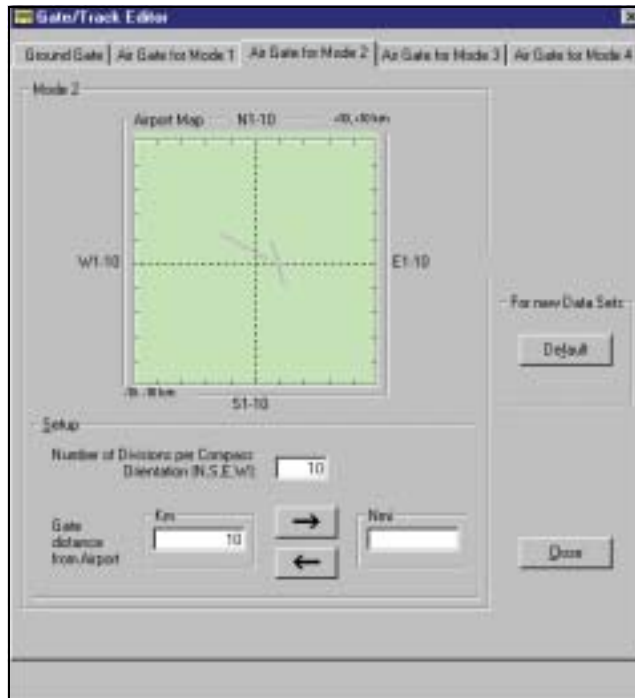 Gate/Track Editor
Ground Gate
Air Gate for Mode 1
Air Gate for Mode 2
Air Gate for Mode 3
Air Gate for Mode 4
Mode 2
Airport Map
N1-10
W1-10
E1-10
S1-10
For new Data Sets
Default
Setup
Number of Divisions per Compass
Orientation (N,S,E,W):
10
Km
10
→
←
Nmi
Gate
distance
from Airport
Close